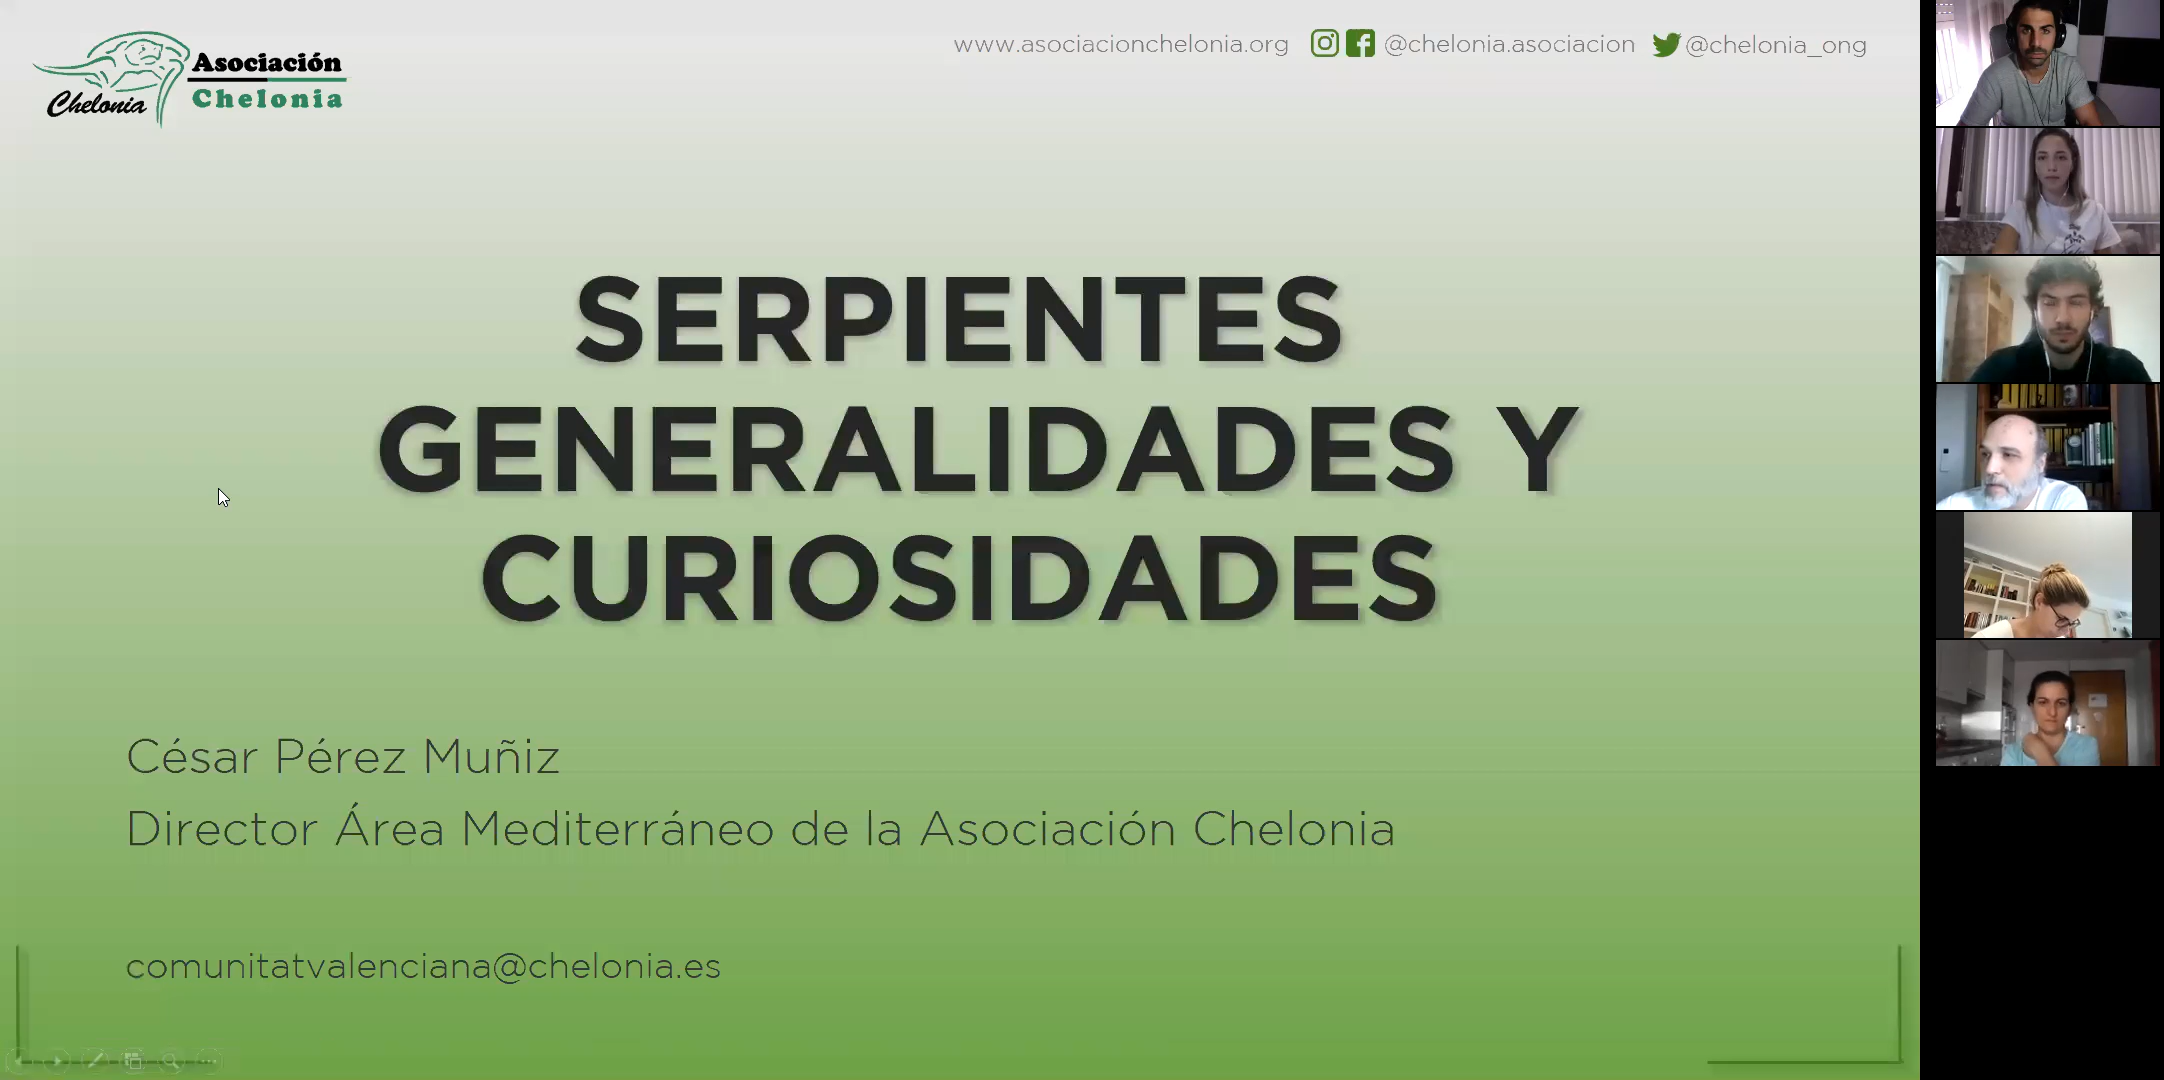 Chelonia
Asociación
Chelonia
www.asociacionchelonia.org @chelonia.asociacion @chelonia_ong
SERPIENTES
GENERALIDADES Y
CURIOSIDADES
César Pérez Muñiz
Director Área Mediterráneo de la Asociación Chelonia
comunitatvalenciana@chelonia.es